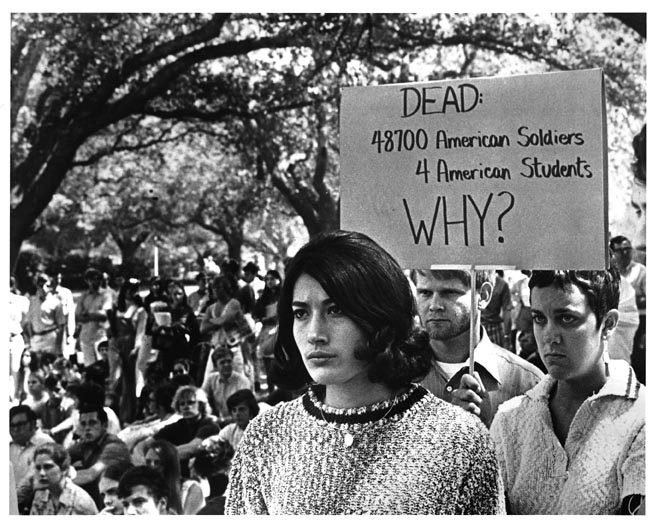 DEAD:
48700 American Soldiers
4 American Students
WHY?